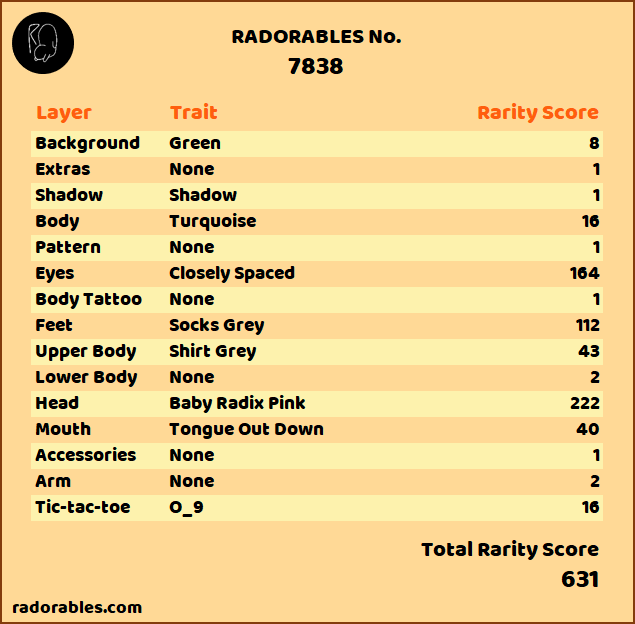 RADORABLES No.
7838
Layer Trait Rarity Score
Background Green 8
Extras None 1
Shadow Shadow 1
Body Turquoise 16
Pattern None 1
Eyes Closely Spaced 164
Body Tattoo None 1
Feet Socks Grey 112
Upper Body Shirt Grey 43
Lower Body None 2
Head Baby Radix Pink 222
Mouth Tongue Out Down 40
Accessories None 1
Arm None 2
Tic-tac-toe O_9 16
Total Rarity Score
631
radorables.com